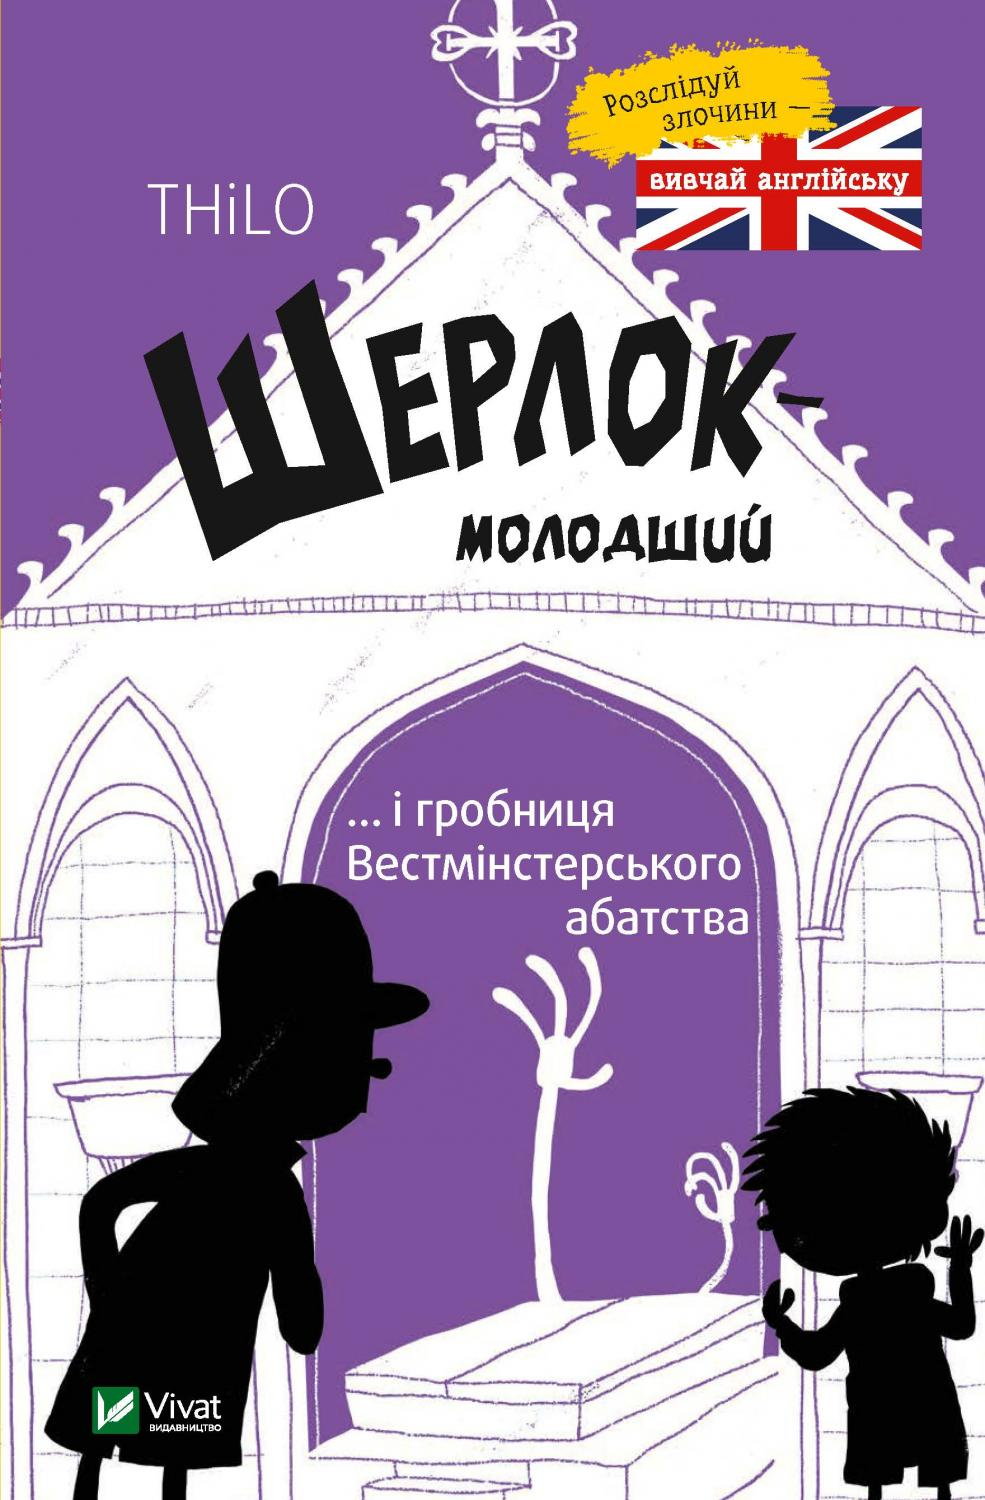 Розслідуй
злочини –
вивчай англійську
THiLO
Шерлок-
молодший
... і гробниця
Вестмінстерського
абатства
Vivat
видавництво